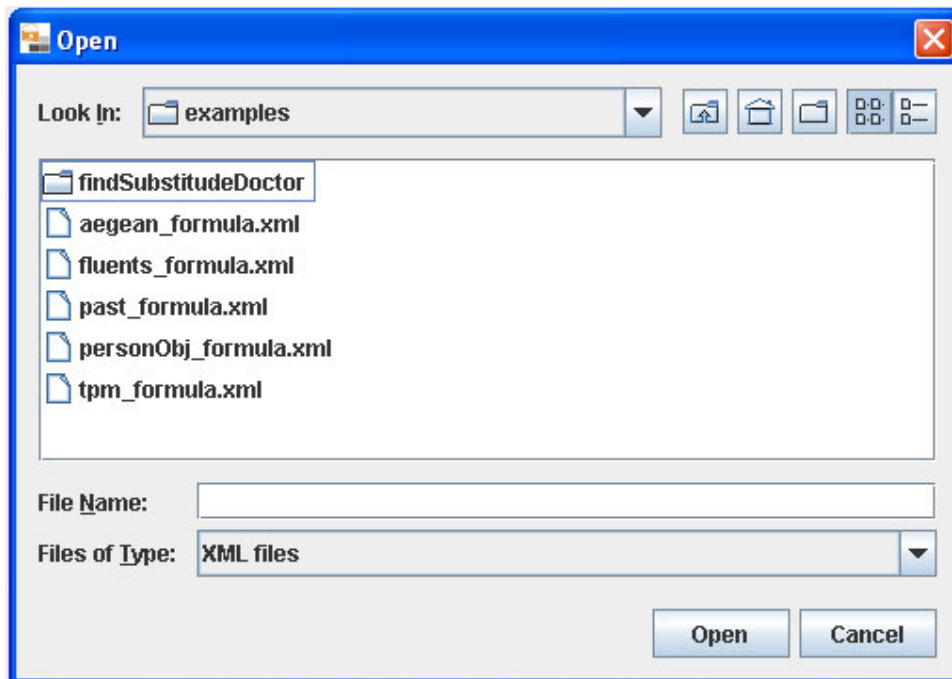 Open
Look In: examples
findSubstitudeDoctor
aegean_formula.xml
fluents_formula.xml
past_formula.xml
personObj_formula.xml
tpm_formula.xml
File Name:
Files of Type: XML files
Open Cancel